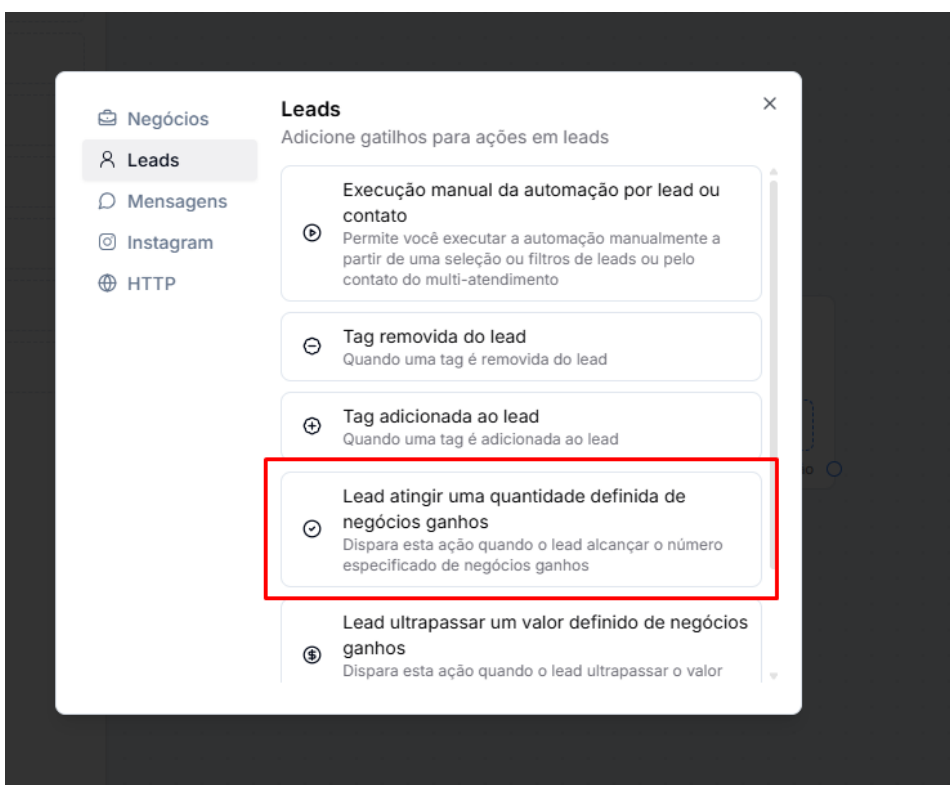 Negócios
Leads
Mensagens
Instagram
HTTP
Leads
Adicione gatilhos para ações em leads
Execução manual da automação por lead ou
contato
Permite você executar a automação manualmente a
partir de uma seleção ou filtros de leads ou pelo
contato do multi-atendimento
Tag removida do lead
Quando uma tag é removida do lead
Tag adicionada ao lead
Quando uma tag é adicionada ao lead
Lead atingir uma quantidade definida de
negócios ganhos
Dispara esta ação quando o lead alcançar o número
especificado de negócios ganhos
Lead ultrapassar um valor definido de negócios
ganhos
Dispara esta ação quando o lead ultrapassar o valor